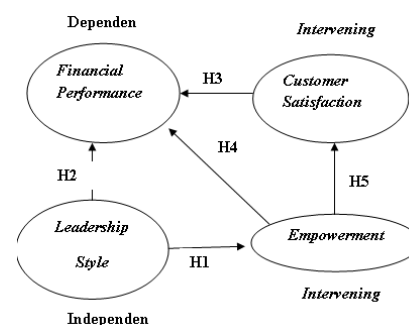 Dependen
Intervening
Financial
Performance
H3
Customer
Satisfaction
H4
H2
H5
Leadership
Style
H1
Empowerment
Intervening
Independen